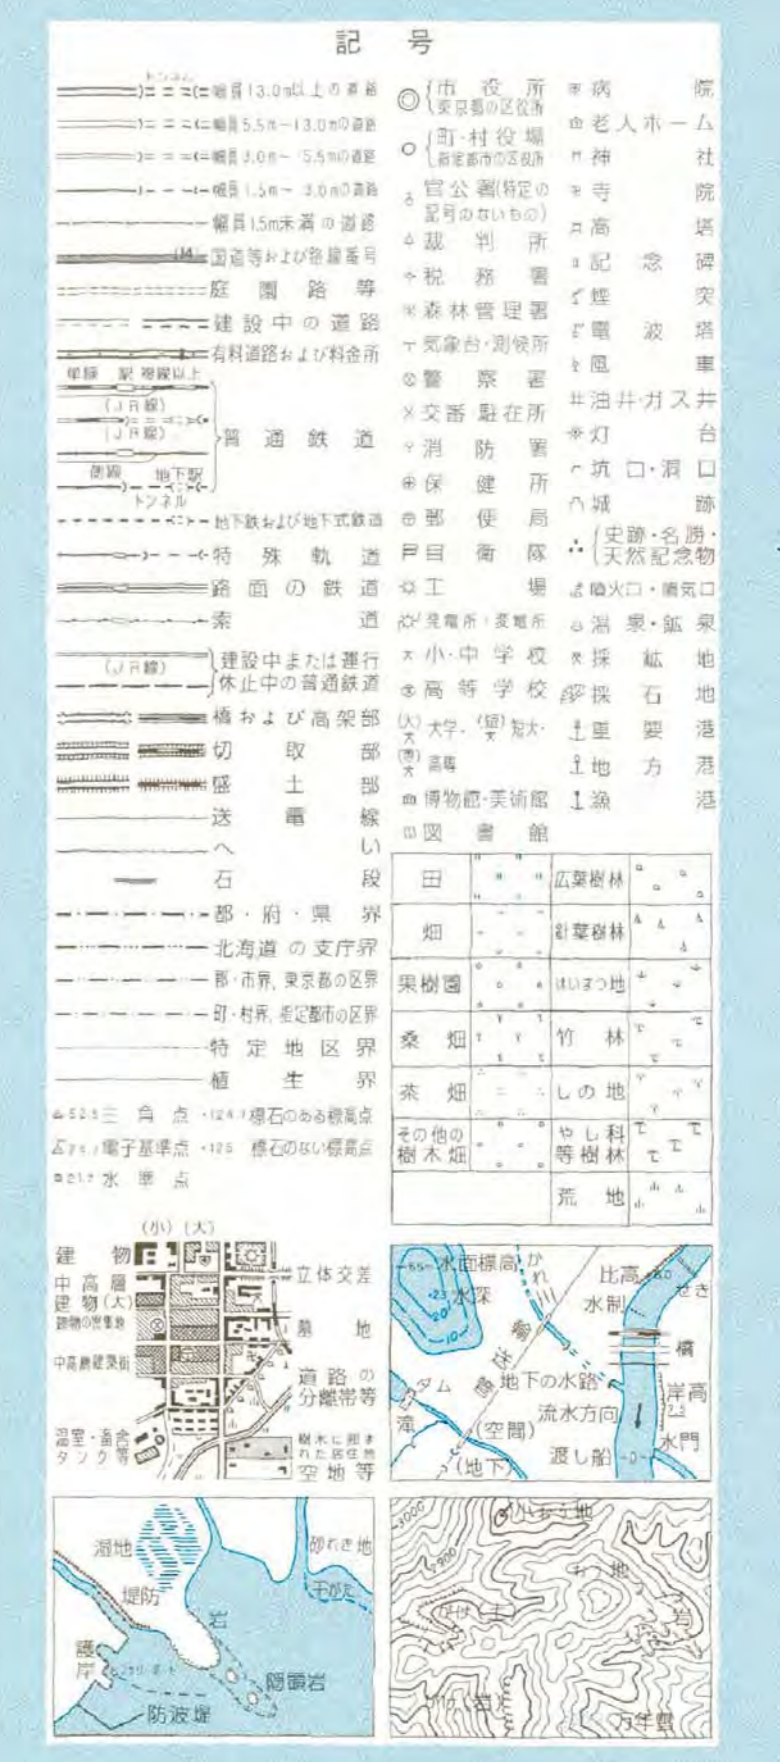 記号
トンネル
幅員13.0m以上の道路
幅員5.5m－13.0mの道路
幅員3.0m－5.5mの道路
幅員1.5m－3.0mの道路
幅員1.5m未満の道路
国道等および路線番号
庭園路等
建設中の道路
有料道路および料金所
単線 駅 複線以上
(JR線)
(JR線)
普通鉄道
側線 地下駅
トンネル
地下鉄および地下式鉄道
特殊軌道
路面の鉄道
索道
(JR線)
建設中または運行
休止中の普通鉄道
橋および高架部
切取部
盛土部
送電線
へい
石段
都・府・県界
北海道の支庁界
郡・市界、東京都の区界
町・村界、指定都市の区界
特定地区界
植生界
三角点
標石のある標高点
電子基準点
標石のない標高点
水準点
市役所
東京都の区役所
町・村役場
指定都市の区役所
官公署(特定の
記号のないもの)
裁判所
税務署
森林管理署
気象台・測候所
警察署
交番 駐在所
消防署
保健所
郵便局
自衛隊
工場
発電所・変電所
小・中学校
高等学校
(大)大学・(短)短大・
(専)高専
博物館・美術館
図書館
病院
老人ホーム
神社
寺院
高塔
記念碑
煙突
電波塔
風車
油井・ガス井
灯台
坑口・洞口
城跡
史跡・名勝・
天然記念物
噴火口・噴気口
温泉・鉱泉
採鉱地
採石地
重要港
地方港
漁港
田 広葉樹林
畑 針葉樹林
果樹園 はいまつ地
桑畑 竹林
茶畑 しの地
その他の
樹木畑
やし科
等樹林
荒地
(小)(大)
建物
中高層
建物(大)
建物の密集地
中高層建築街
温室・畜舎
タンク等
立体交差
墓地
道路の
分離帯等
樹木に囲ま
れた居住地
空地等
水面標高
水深
かれ川
輸送管
比高
せき
水制
橋
地下の水路
岸高
流水方向
水門
ダム
滝
(空間)
(地下)
渡し船
湿地
砂れき地
干がた
堤防
岩
護岸
隠顕岩
防波堤
小おう地
おう地
がけ(土)
岩
がけ(岩)
万年雪